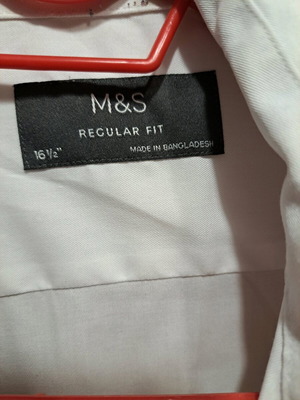 M&S
REGULAR FIT
16½"
MADE IN BANGLADESH